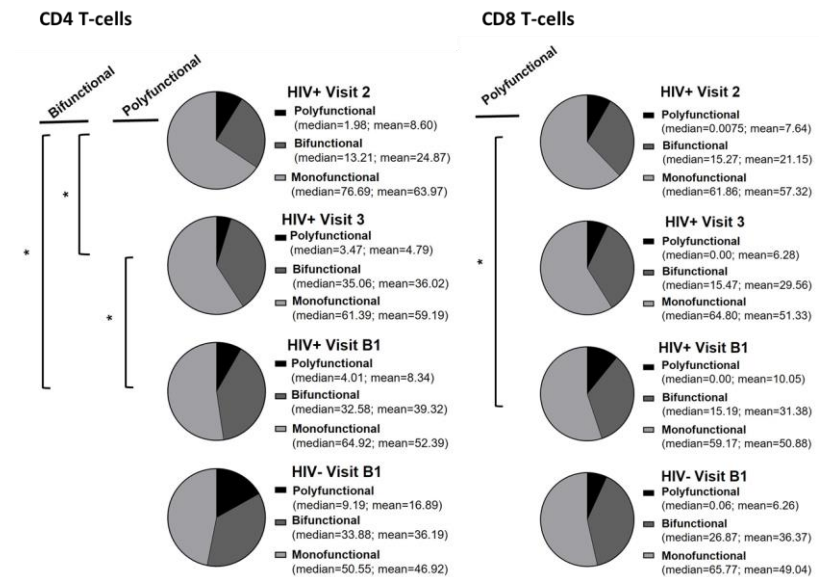 CD4 T-cells
Bifunctional
Polyfunctional
*
*
*
HIV+ Visit 2
Polyfunctional
(median=1.98; mean=8.60)
Bifunctional
(median=13.21; mean=24.87)
Monofunctional
(median=76.69; mean=63.97)
HIV+ Visit 3
Polyfunctional
(median=3.47; mean=4.79)
Bifunctional
(median=35.06; mean=36.02)
Monofunctional
(median=61.39; mean=59.19)
HIV+ Visit B1
Polyfunctional
(median=4.01; mean=8.34)
Bifunctional
(median=32.58; mean=39.32)
Monofunctional
(median=64.92; mean=52.39)
HIV- Visit B1
Polyfunctional
(median=9.19; mean=16.89)
Bifunctional
(median=33.88; mean=36.19)
Monofunctional
(median=50.55; mean=46.92)
CD8 T-cells
Polyfunctional
*
HIV+ Visit 2
Polyfunctional
(median=0.0075; mean=7.64)
Bifunctional
(median=15.27; mean=21.15)
Monofunctional
(median=61.86; mean=57.32)
HIV+ Visit 3
Polyfunctional
(median=0.00; mean=6.28)
Bifunctional
(median=15.47; mean=29.56)
Monofunctional
(median=64.80; mean=51.33)
HIV+ Visit B1
Polyfunctional
(median=0.00; mean=10.05)
Bifunctional
(median=15.19; mean=31.38)
Monofunctional
(median=59.17; mean=50.88)
HIV- Visit B1
Polyfunctional
(median=0.06; mean=6.26)
Bifunctional
(median=26.87; mean=36.37)
Monofunctional
(median=65.77; mean=49.04)